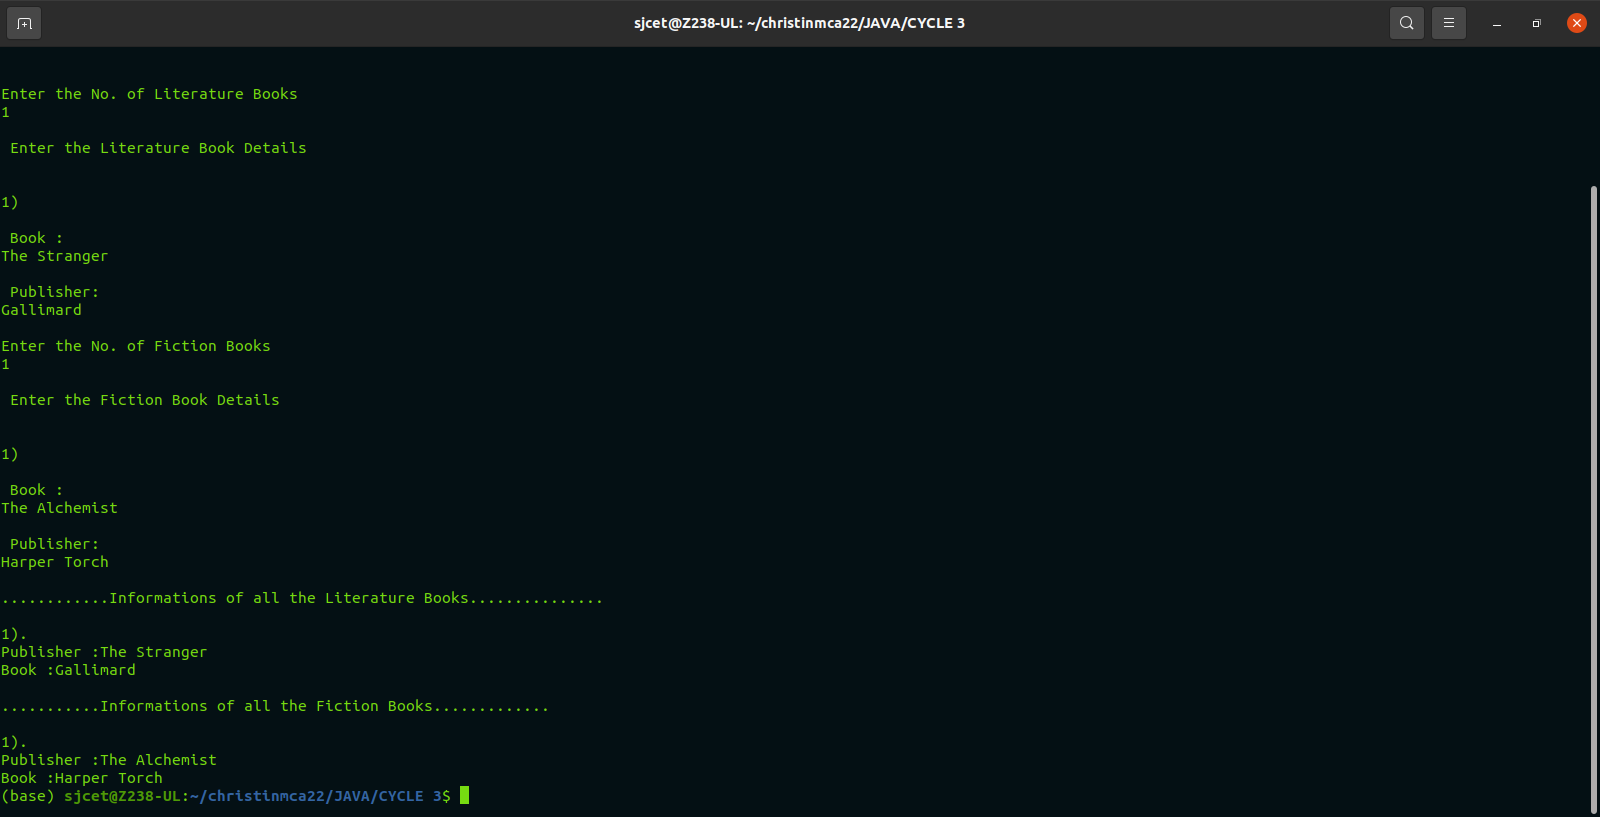 sjcet@Z238-UL: ~/christinmca22/JAVA/CYCLE 3
Enter the No. of Literature Books
1
Enter the Literature Book Details
1)
Book :
The Stranger
Publisher:
Gallimard
Enter the No. of Fiction Books
1
Enter the Fiction Book Details
1)
Book :
The Alchemist
Publisher:
Harper Torch
............Informations of all the Literature Books...............
1).
Publisher :The Stranger
Book :Gallimard
...........Informations of all the Fiction Books.............
1).
Publisher :The Alchemist
Book :Harper Torch
(base) sjcet@Z238-UL:~/christinmca22/JAVA/CYCLE 3$